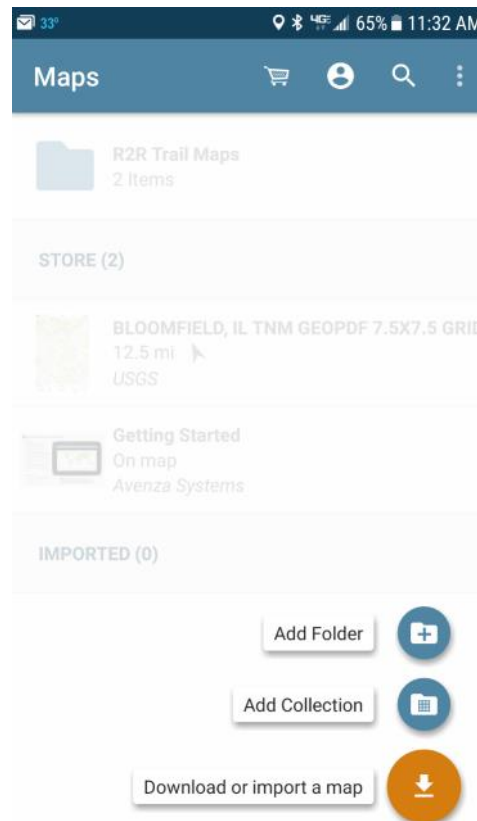 33° 4GE 65% 11:32 AM
Maps
R2R Trail Maps
2 Items
STORE (2)
BLOOMFIELD, IL TNM GEOPDF 7.5X7.5 GRID
12.5 mi
USGS
Getting Started
On map
Avenza Systems
IMPORTED (0)
Add Folder
Add Collection
Download or import a map